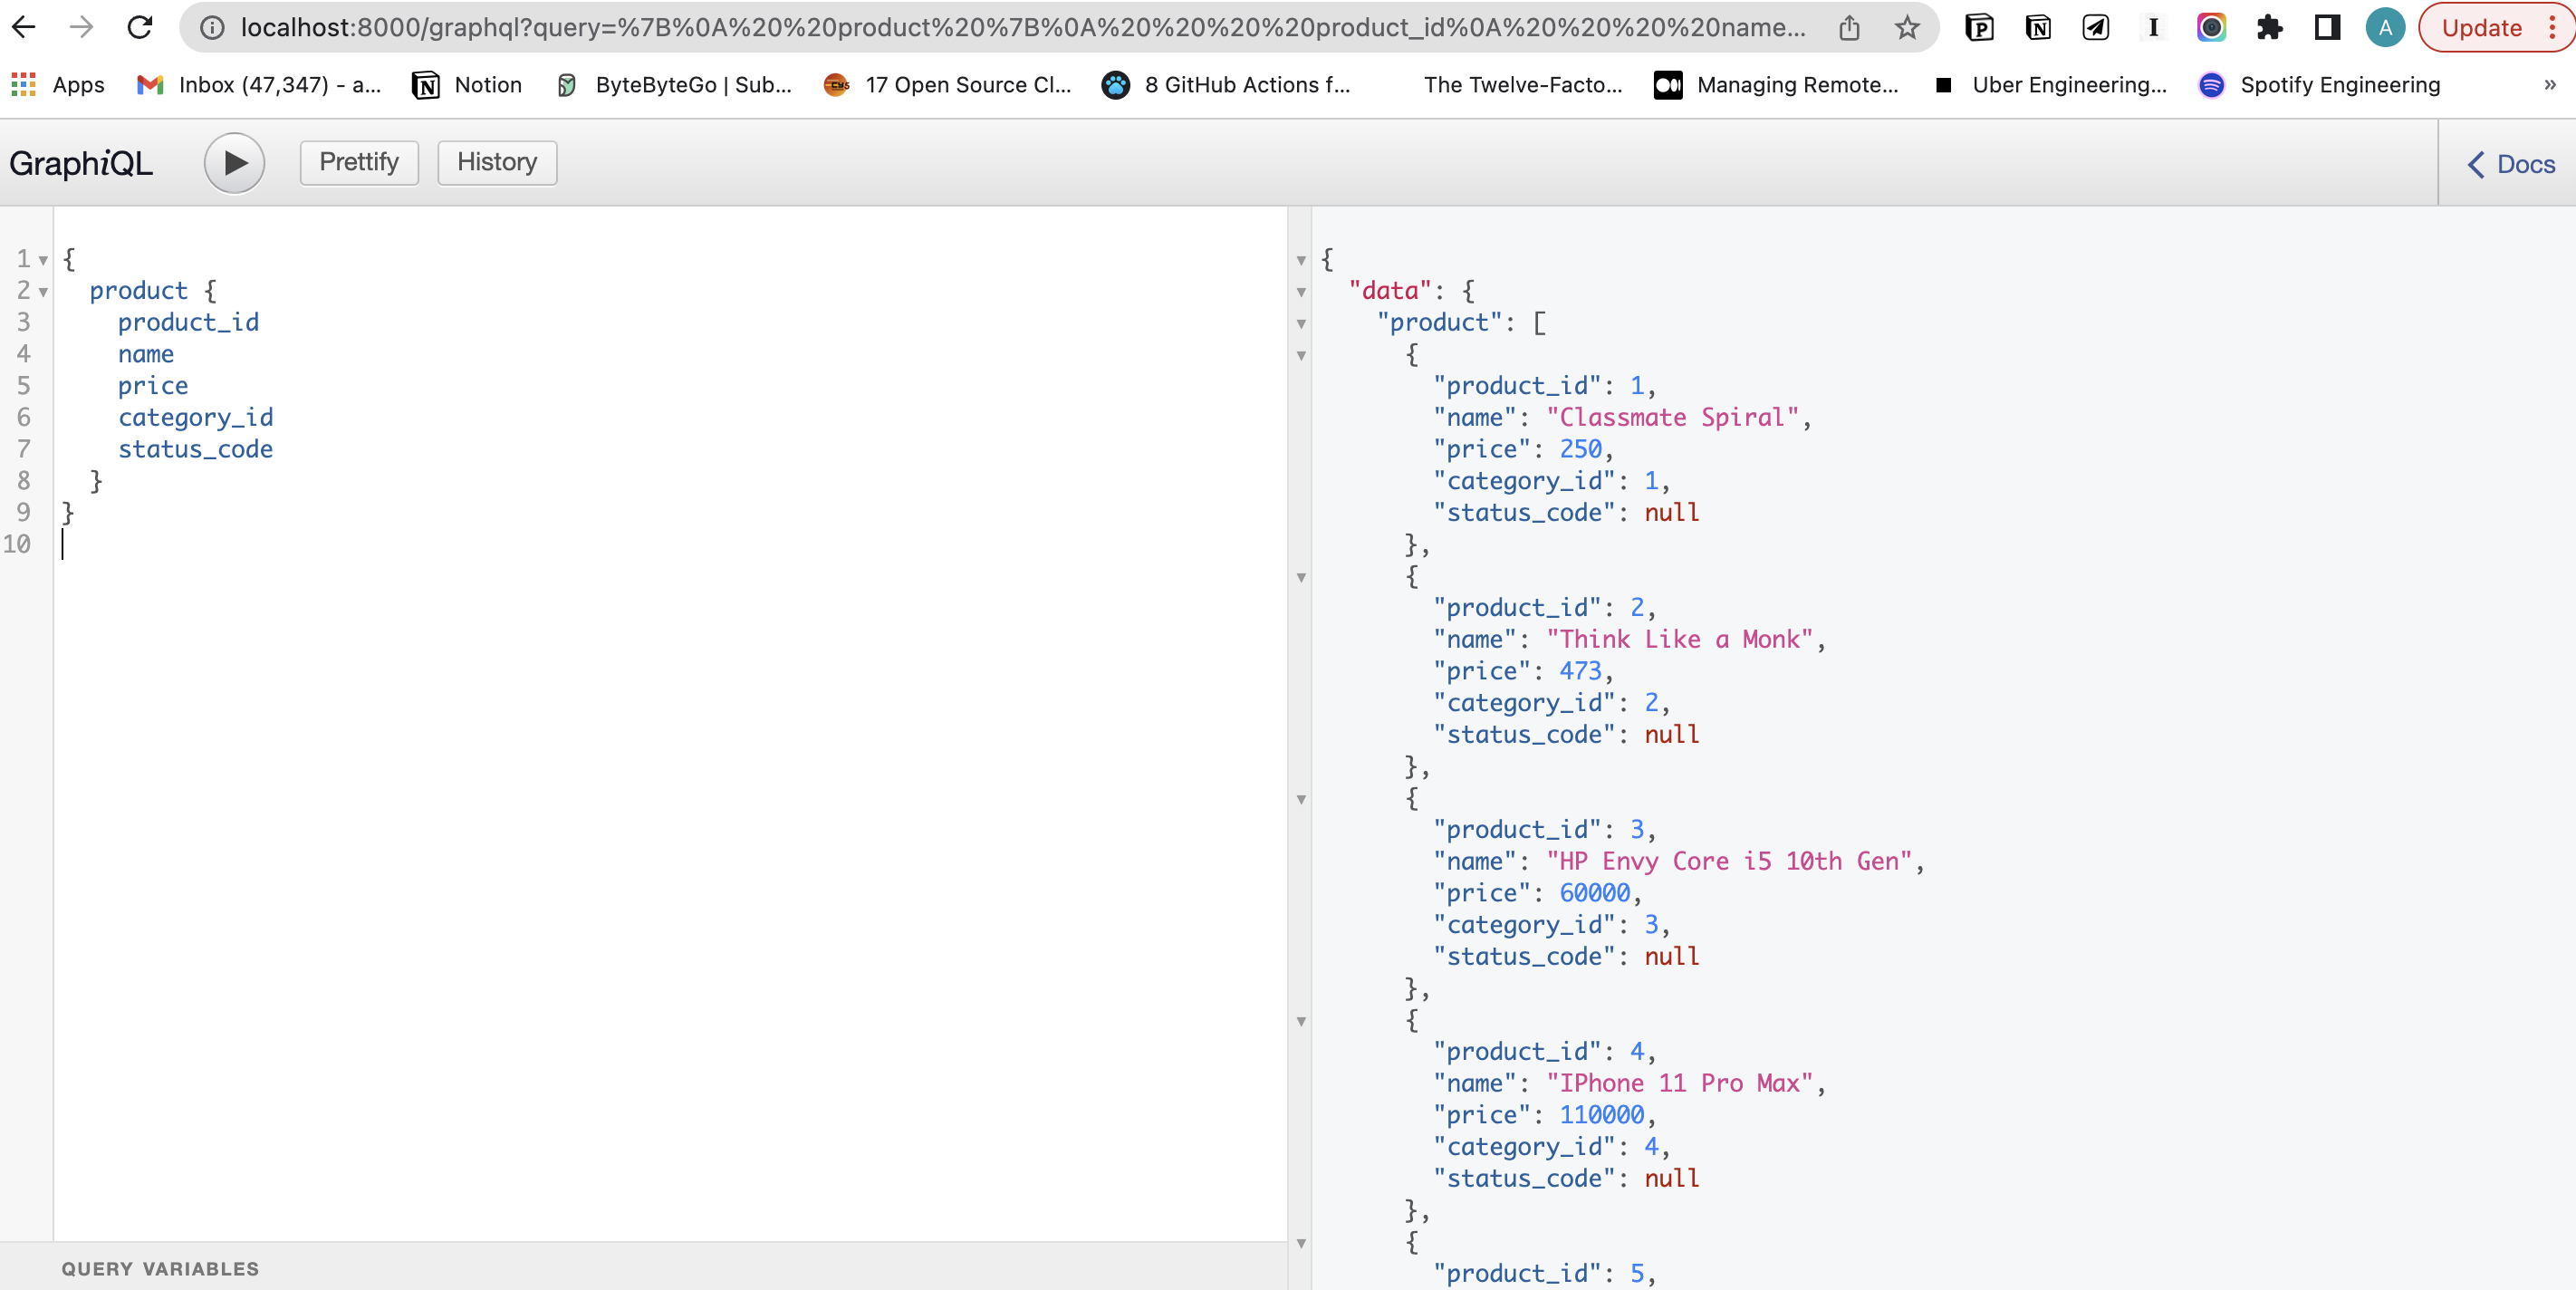 localhost:8000/graphql?query=%7B%0A%20%20product%20%7B%0A%20%20%20%20product_id%0A%20%20%20%20name...
A
Update
Apps
Inbox (47,347) - a...
Notion
ByteByteGo | Sub...
17 Open Source Cl...
8 GitHub Actions f...
The Twelve-Facto...
Managing Remote...
Uber Engineering...
Spotify Engineering
»
GraphiQL
Prettify
History
Docs
1 {
2 product {
3 product_id
4 name
5 price
6 category_id
7 status_code
8 }
9 }
10
QUERY VARIABLES
{
"data": {
"product": [
{
"product_id": 1,
"name": "Classmate Spiral",
"price": 250,
"category_id": 1,
"status_code": null
},
{
"product_id": 2,
"name": "Think Like a Monk",
"price": 473,
"category_id": 2,
"status_code": null
},
{
"product_id": 3,
"name": "HP Envy Core i5 10th Gen",
"price": 60000,
"category_id": 3,
"status_code": null
},
{
"product_id": 4,
"name": "IPhone 11 Pro Max",
"price": 110000,
"category_id": 4,
"status_code": null
},
{
"product_id": 5,